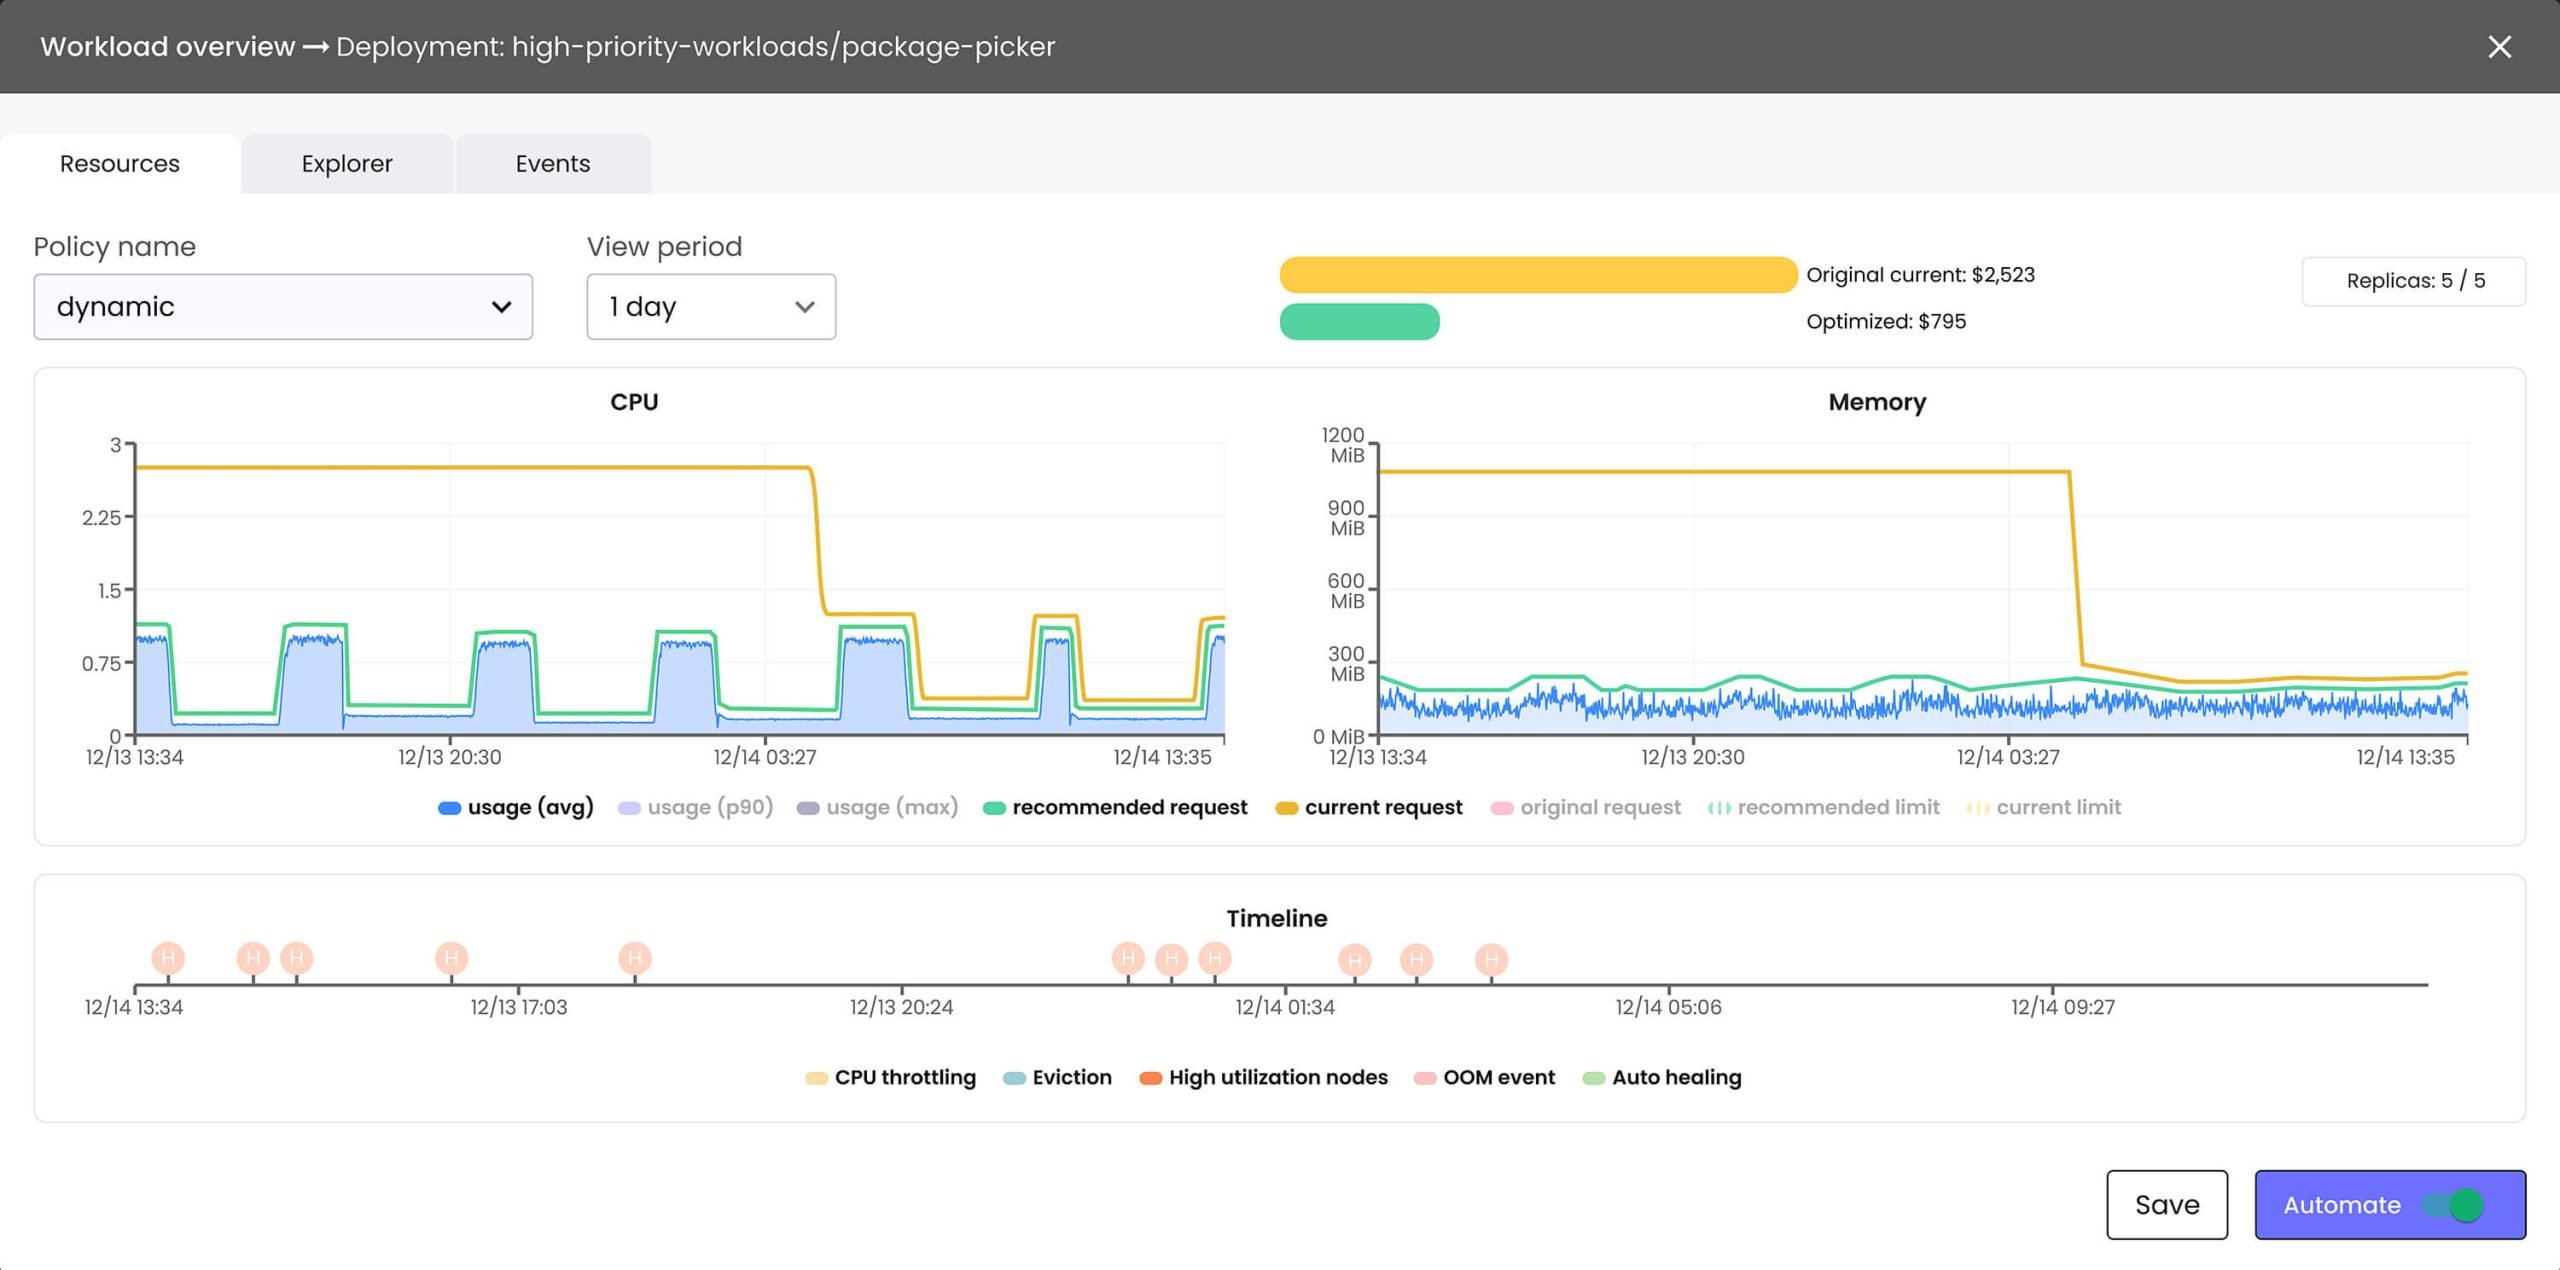 Workload overview → Deployment: high-priority-workloads/package-picker
Resources
Explorer
Events
Policy name
dynamic
View period
1 day
Original current: $2,523
Optimized: $795
Replicas: 5 / 5
CPU
3
2.25
1.5
0.75
0
12/13 13:34
12/13 20:30
12/14 03:27
12/14 13:35
Memory
1200
MiB
900
MiB
600
MiB
300
MiB
0 MiB
12/13 13:34
12/13 20:30
12/14 03:27
12/14 13:35
usage (avg)
usage (p90)
usage (max)
recommended request
current request
original request
recommended limit
current limit
Timeline
H
H
H
H
H
H
H
H
H
H
H
12/14 13:34
12/13 17:03
12/13 20:24
12/14 01:34
12/14 05:06
12/14 09:27
CPU throttling
Eviction
High utilization nodes
OOM event
Auto healing
Save
Automate